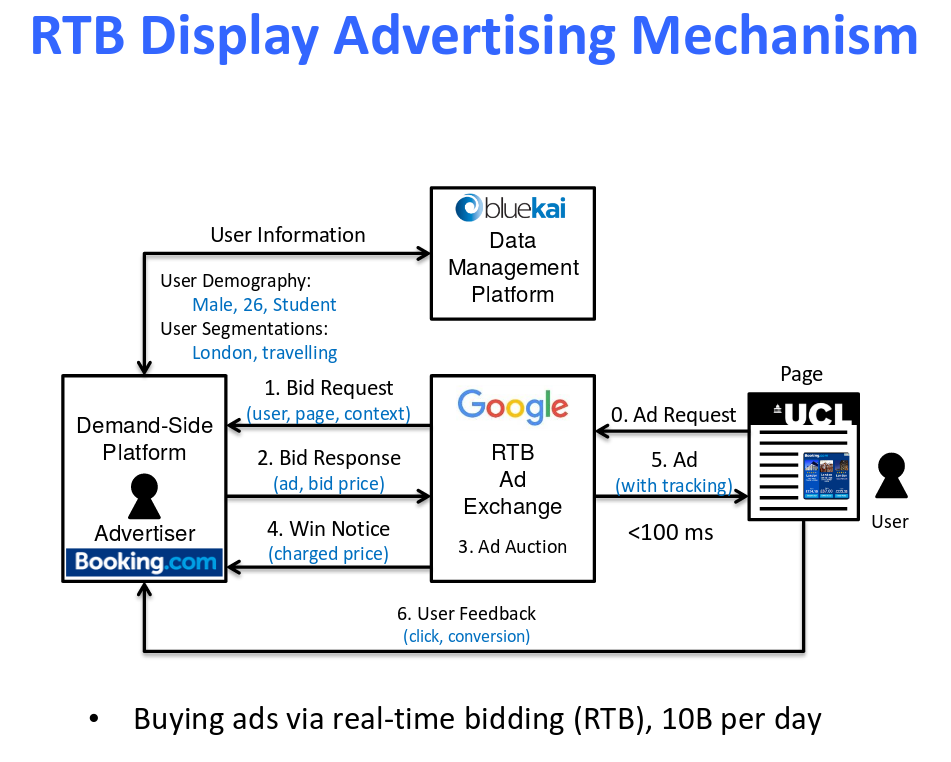 RTB Display Advertising Mechanism
bluekai
Data
Management
Platform
User Information
User Demography:
Male, 26, Student
User Segmentations:
London, travelling
Demand-Side
Platform
Advertiser
Booking.com
1. Bid Request
(user, page, context)
2. Bid Response
(ad, bid price)
4. Win Notice
(charged price)
Google
RTB
Ad
Exchange
3. Ad Auction
0. Ad Request
5. Ad
(with tracking)
<100 ms
Page
UCL
Booking.com
User
6. User Feedback
(click, conversion)
• Buying ads via real-time bidding (RTB), 10B per day